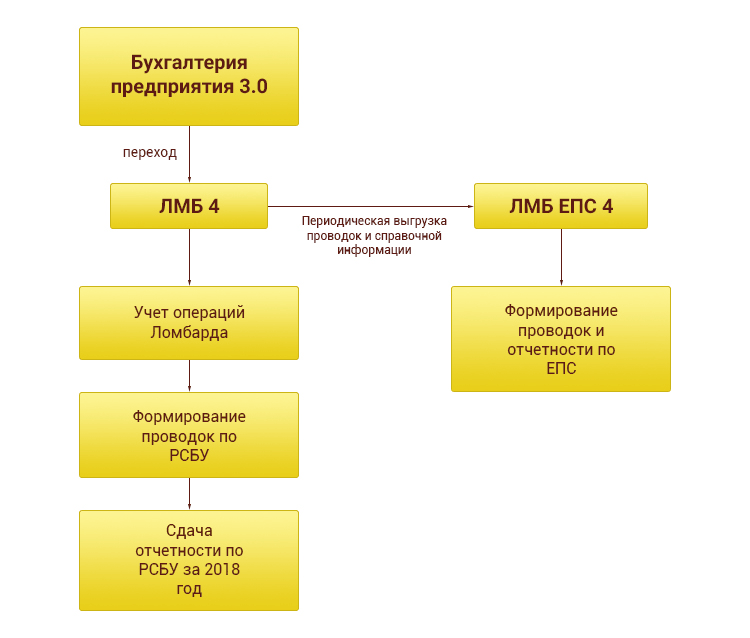 Бухгалтерия
предприятия 3.0
переход
ЛМБ 4
Периодическая выгрузка
проводок и справочной
информации
ЛМБ ЕПС 4
Учет операций
Ломбарда
Формирование
проводок и
отчетности по
ЕПС
Формирование
проводок по
РСБУ
Сдача
отчетности по
РСБУ за 2018
год